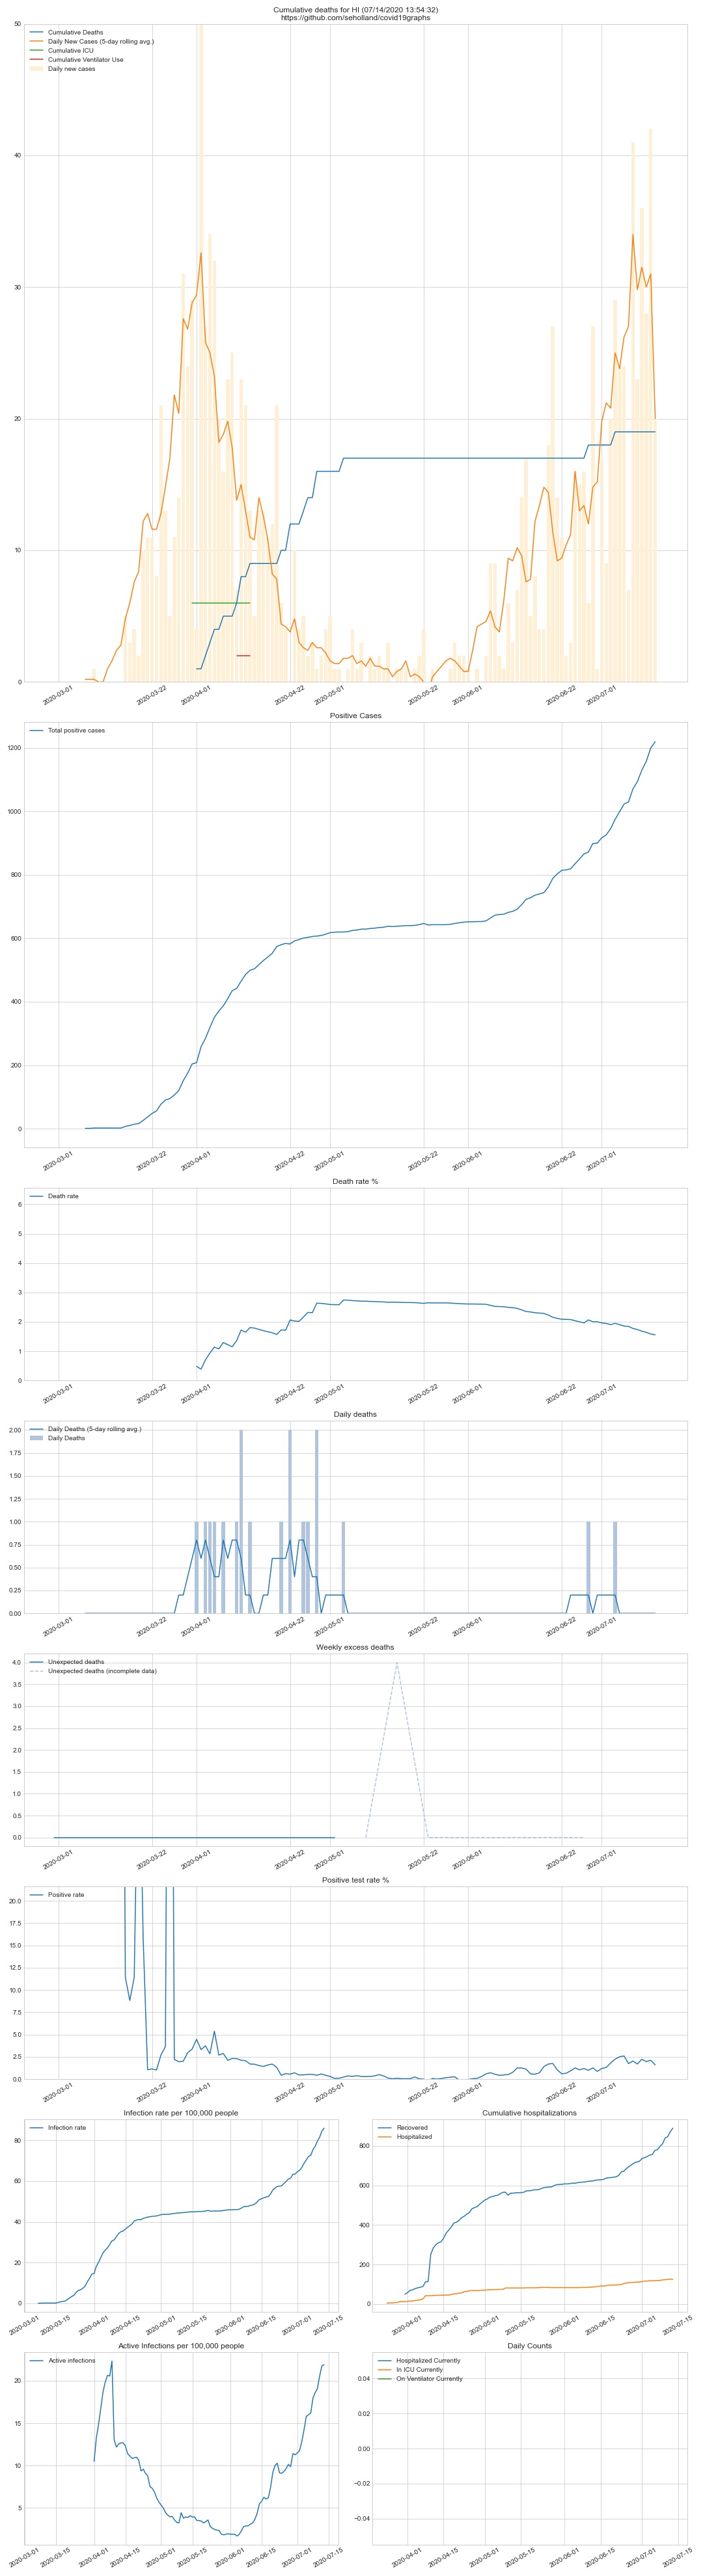 Cumulative deaths for HI (07/14/2020 13:54:32)
https://github.com/seholland/covid19graphs
Cumulative Deaths
Daily New Cases (5-day rolling avg.)
Cumulative ICU
Cumulative Ventilator Use
Daily new cases
50
40
30
20
10
0
2020-03-01 2020-03-22 2020-04-01 2020-04-22 2020-05-01 2020-05-22 2020-06-01 2020-06-22 2020-07-01
Positive Cases
Total positive cases
1200
1000
800
600
400
200
0
2020-03-01 2020-03-22 2020-04-01 2020-04-22 2020-05-01 2020-05-22 2020-06-01 2020-06-22 2020-07-01
Death rate %
Death rate
6
5
4
3
2
1
0
2020-03-01 2020-03-22 2020-04-01 2020-04-22 2020-05-01 2020-05-22 2020-06-01 2020-06-22 2020-07-01
Daily deaths
Daily Deaths (5-day rolling avg.)
Daily Deaths
2.00
1.75
1.50
1.25
1.00
0.75
0.50
0.25
0.00
2020-03-01 2020-03-22 2020-04-01 2020-04-22 2020-05-01 2020-05-22 2020-06-01 2020-06-22 2020-07-01
Weekly excess deaths
Unexpected deaths
Unexpected deaths (incomplete data)
4.0
3.5
3.0
2.5
2.0
1.5
1.0
0.5
0.0
2020-03-01 2020-03-22 2020-04-01 2020-04-22 2020-05-01 2020-05-22 2020-06-01 2020-06-22 2020-07-01
Positive test rate %
Positive rate
20.0
17.5
15.0
12.5
10.0
7.5
5.0
2.5
0.0
2020-03-01 2020-03-22 2020-04-01 2020-04-22 2020-05-01 2020-05-22 2020-06-01 2020-06-22 2020-07-01
Infection rate per 100,000 people
Infection rate
80
60
40
20
0
2020-03-01 2020-03-15 2020-04-01 2020-04-15 2020-05-01 2020-05-15 2020-06-01 2020-06-15 2020-07-01 2020-07-15
Cumulative hospitalizations
Recovered
Hospitalized
800
600
400
200
0
2020-04-01 2020-04-15 2020-05-01 2020-05-15 2020-06-01 2020-06-15 2020-07-01 2020-07-15
Active Infections per 100,000 people
Active infections
20
15
10
5
2020-03-01 2020-03-15 2020-04-01 2020-04-15 2020-05-01 2020-05-15 2020-06-01 2020-06-15 2020-07-01 2020-07-15
Daily Counts
Hospitalized Currently
In ICU Currently
On Ventilator Currently
0.04
0.02
0.00
−0.02
−0.04
2020-04-01 2020-04-15 2020-05-01 2020-05-15 2020-06-01 2020-06-15 2020-07-01 2020-07-15